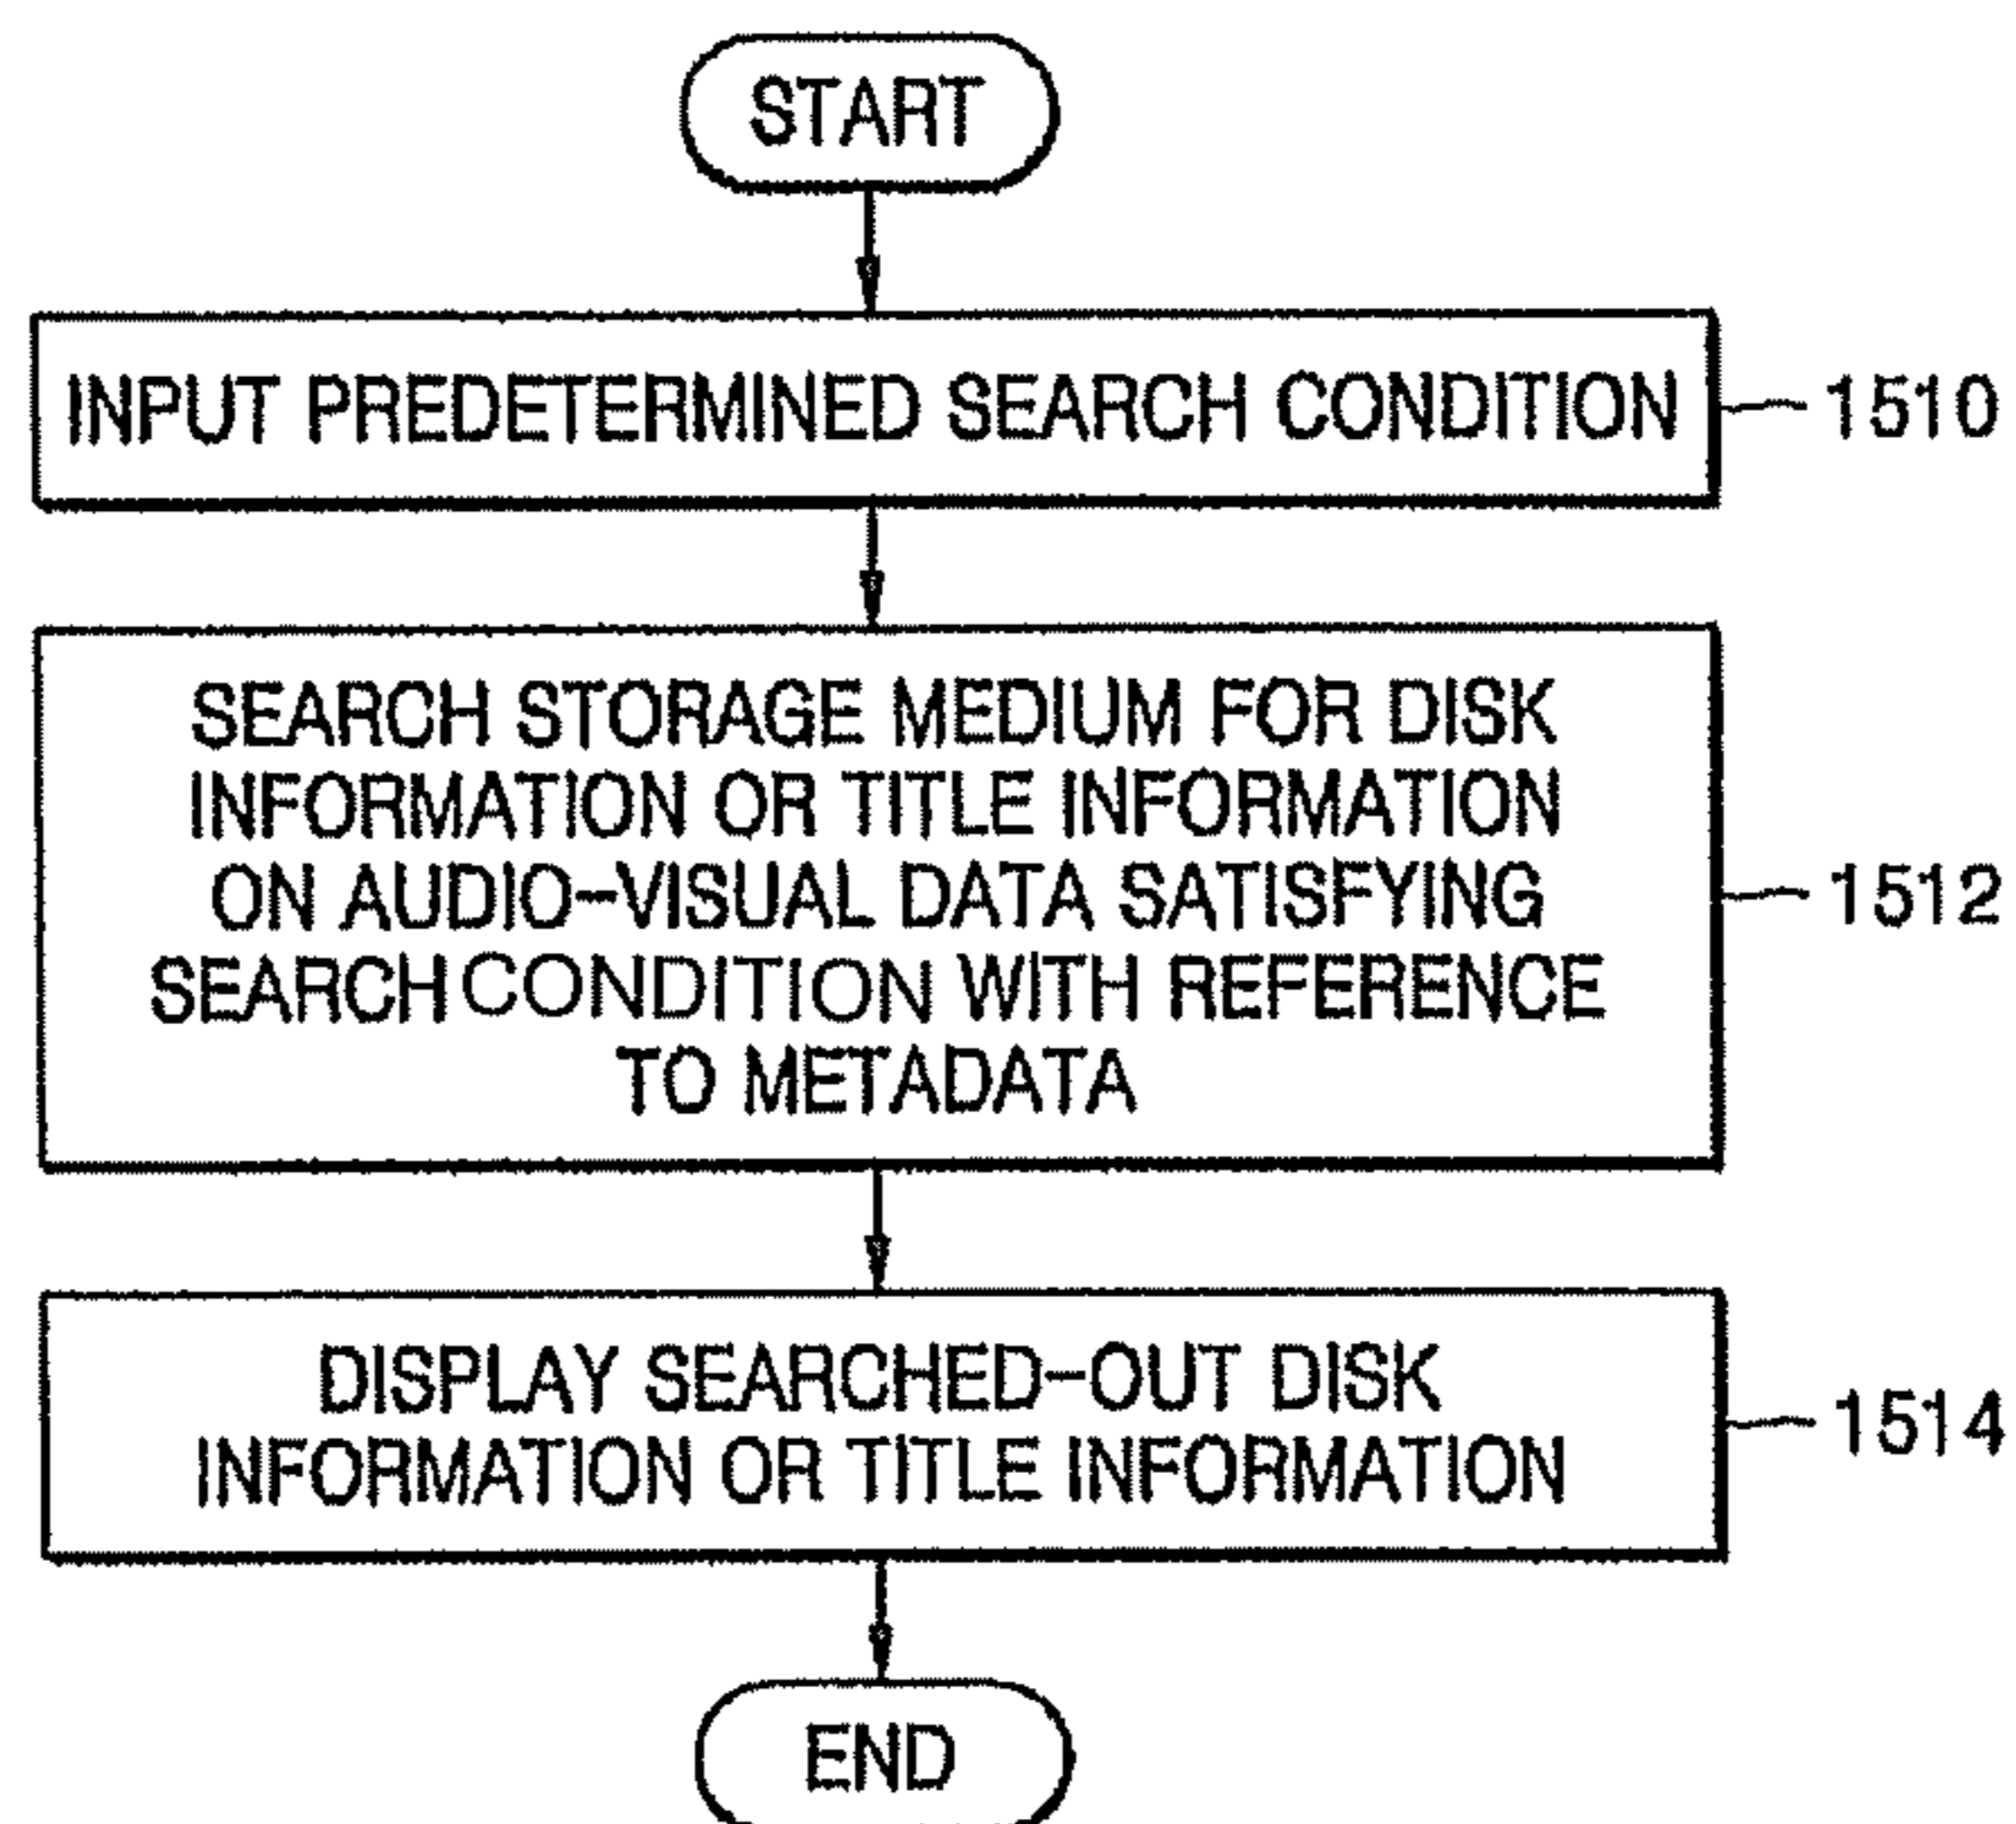 START
INPUT PREDETERMINED SEARCH CONDITION
1510
SEARCH STORAGE MEDIUM FOR DISK
INFORMATION OR TITLE INFORMATION
ON AUDIO-VISUAL DATA SATISFYING
SEARCH CONDITION WITH REFERENCE
TO METADATA
1512
DISPLAY SEARCHED-OUT DISK
INFORMATION OR TITLE INFORMATION
1514
END